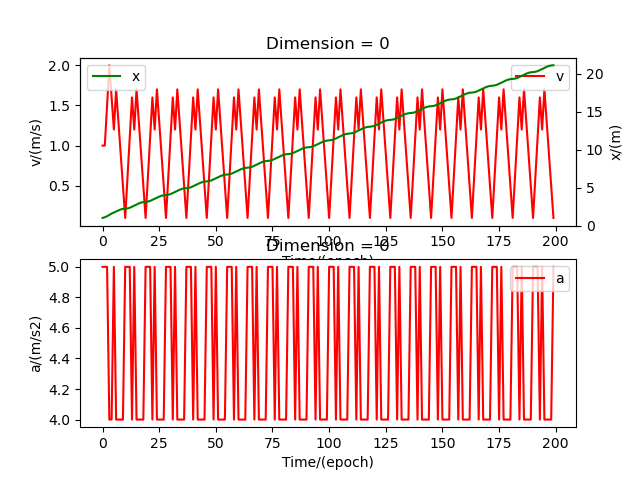 Dimension = 0
x
v
2.0
1.5
1.0
0.5
v/(m/s)
20
15
10
5
0
x/(m)
0 25 50 75 100 125 150 175 200
Time/(epoch)
Dimension = 0
a
5.0
4.8
4.6
4.4
4.2
4.0
a/(m/s2)
0 25 50 75 100 125 150 175 200
Time/(epoch)